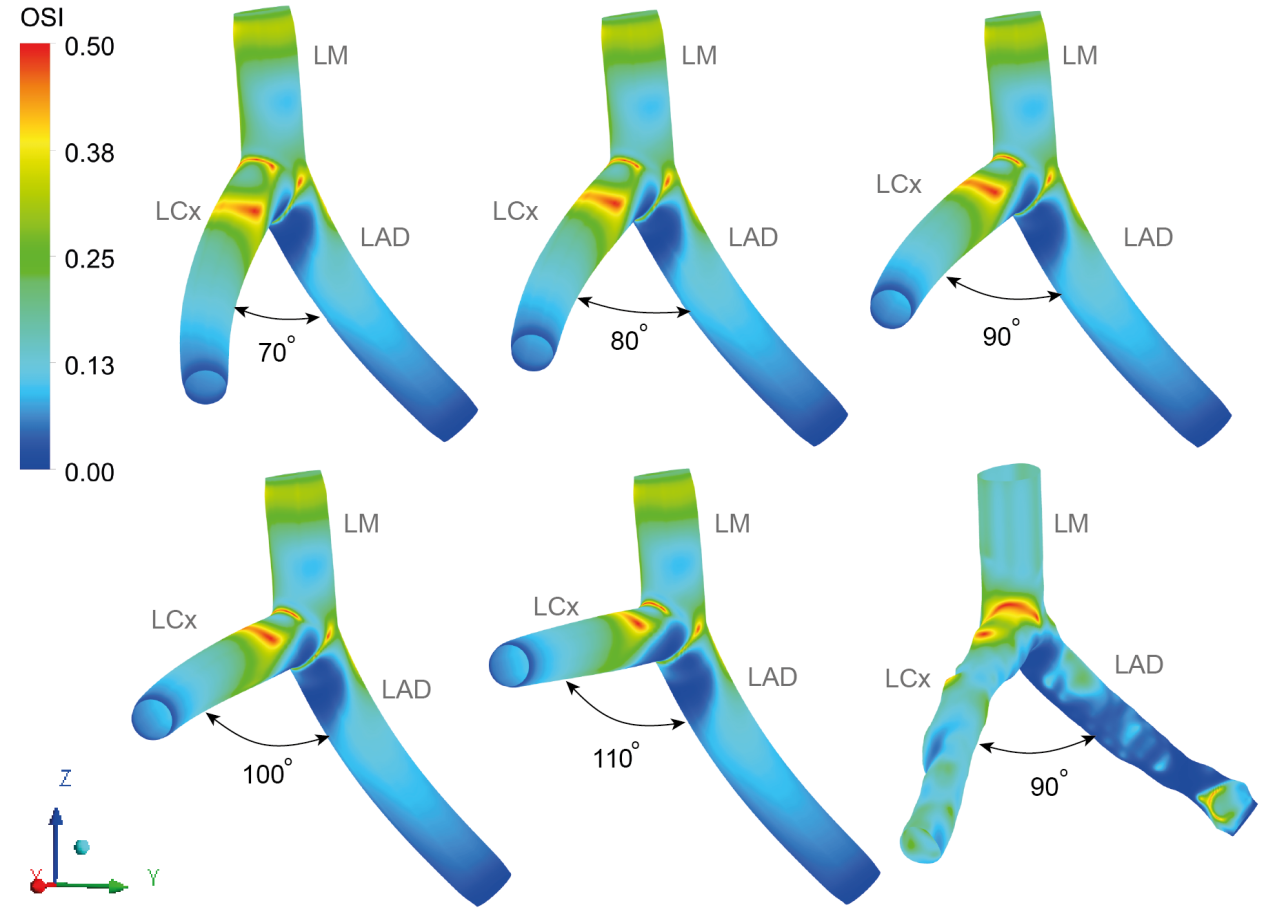 OSI
0.50
0.38
0.25
0.13
0.00
LM
LCx
LAD
70°
LM
LCx
LAD
80°
LM
LCx
LAD
90°
LM
LCx
LAD
100°
LM
LCx
LAD
110°
LM
LCx
LAD
90°
Z
X
Y